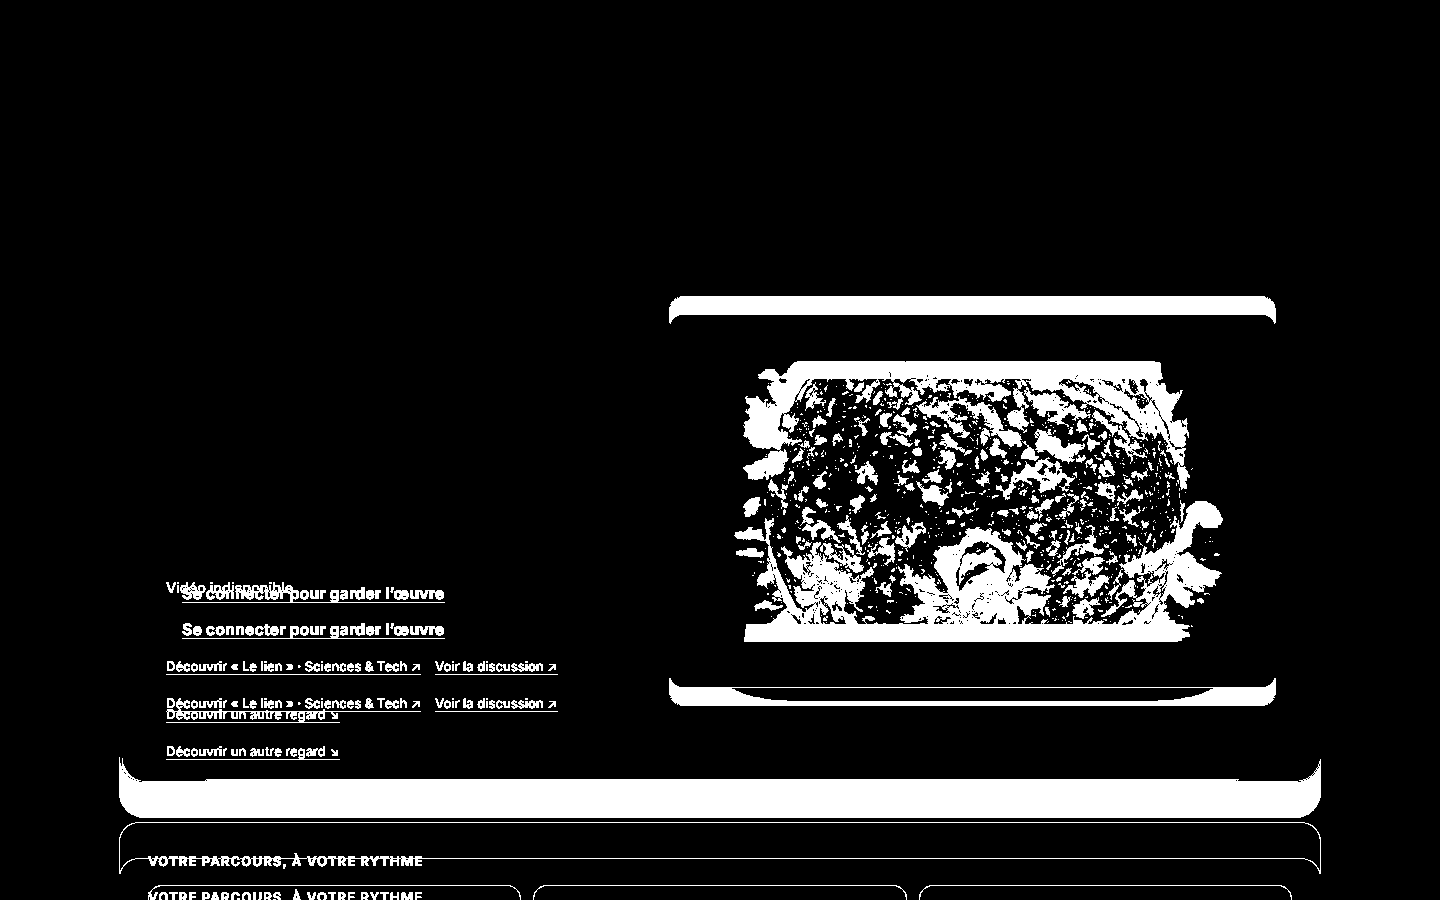 Vidéo indisponible
Se connecter pour garder l'œuvre
Se connecter pour garder l'œuvre
Découvrir « Le lien » · Sciences & Tech ↗ Voir la discussion ↗
Découvrir « Le lien » · Sciences & Tech ↗ Voir la discussion ↗
Découvrir un autre regard ↘
Découvrir un autre regard ↘
VOTRE PARCOURS, À VOTRE RYTHME
VOTRE PARCOURS, À VOTRE RYTHME